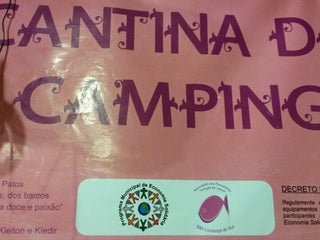 CANTINA D
CAMPING
Patos
s, dos barcos
a doce e paixão"
Kleiton e Kledir
Programa Municipal de Economia Solidária
São Lourenço do Sul
DECRETO
Regulamenta
equipamentos
participantes
Economia Soli